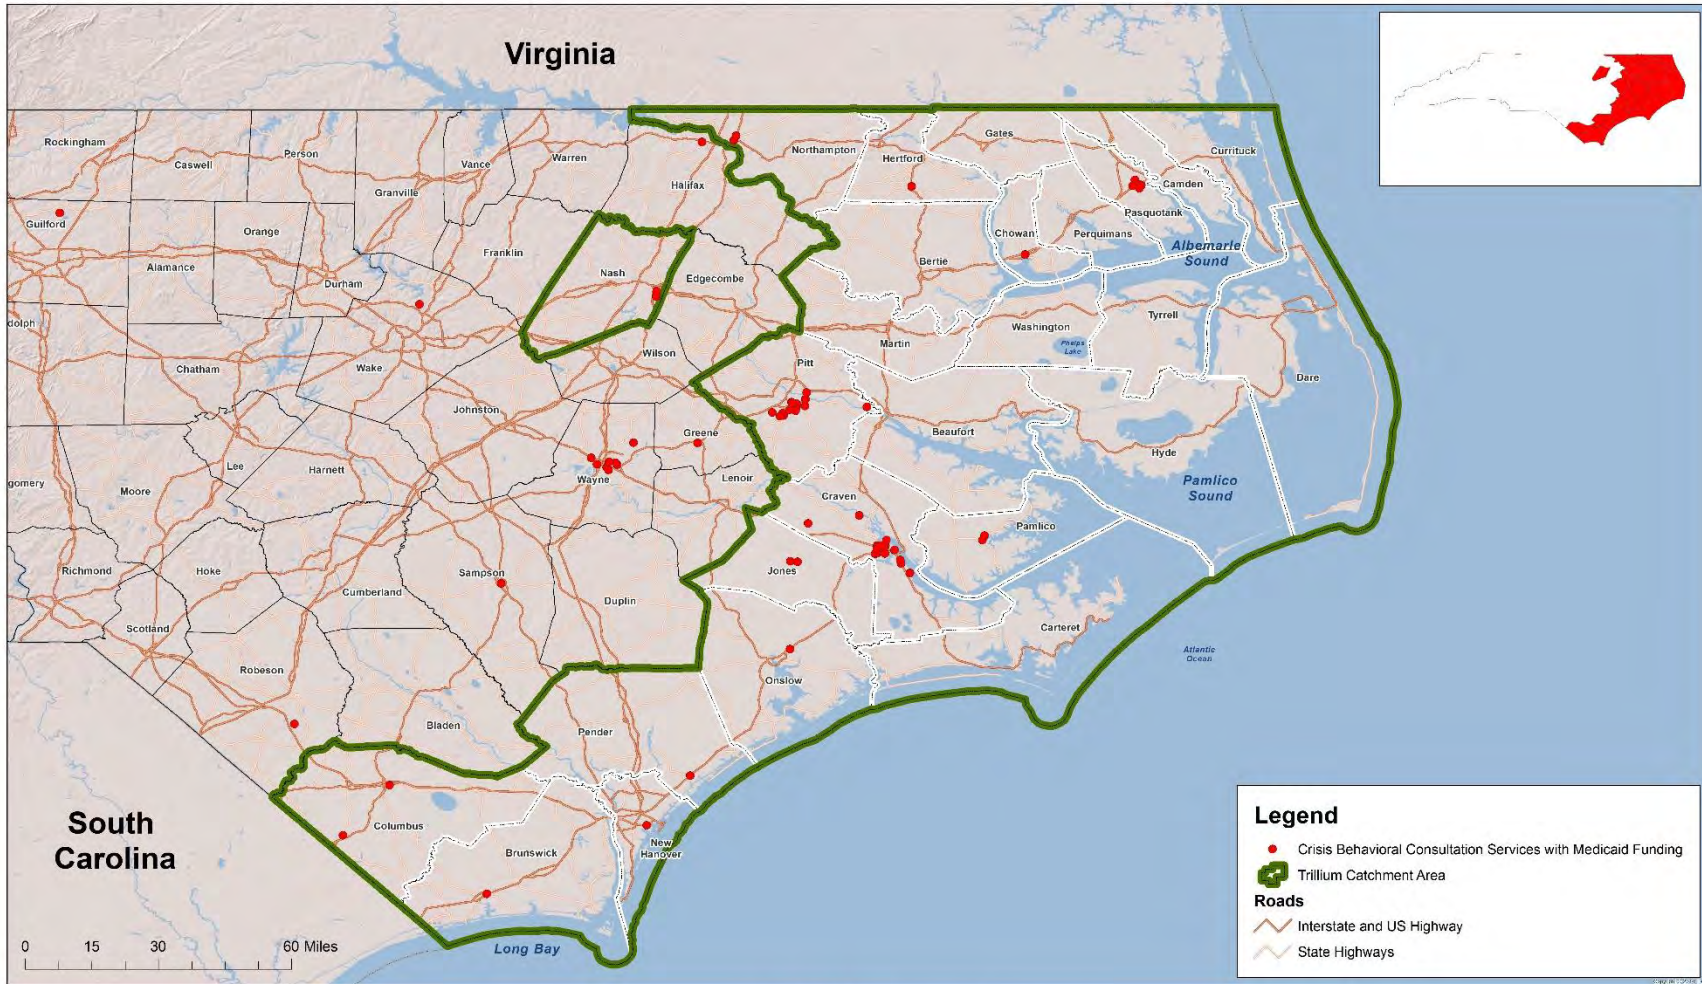 Virginia
Rockingham
Caswell
Person
Vance
Warren
Granville
Halifax
Northampton
Hertford
Gates
Currituck
Camden
Pasquotank
Perquimans
Chowan
Bertie
Albemarle
Sound
Guilford
Orange
Alamance
Durham
Franklin
Nash
Edgecombe
dolph
Chatham
Wake
Wilson
Pitt
Martin
Washington
Tyrrell
Phelps
Lake
Dare
Johnston
Greene
Beaufort
Hyde
Lee
Harnett
Wayne
Lenoir
Craven
Pamlico
Sound
gomery
Moore
Pamlico
Richmond
Hoke
Cumberland
Sampson
Jones
Duplin
Scotland
Carteret
Atlantic
Ocean
Robeson
Onslow
Bladen
Pender
South
Carolina
Columbus
Brunswick
New
Hanover
Long Bay
0 15 30 60 Miles
Legend
Crisis Behavioral Consultation Services with Medicaid Funding
Trillium Catchment Area
Roads
Interstate and US Highway
State Highways